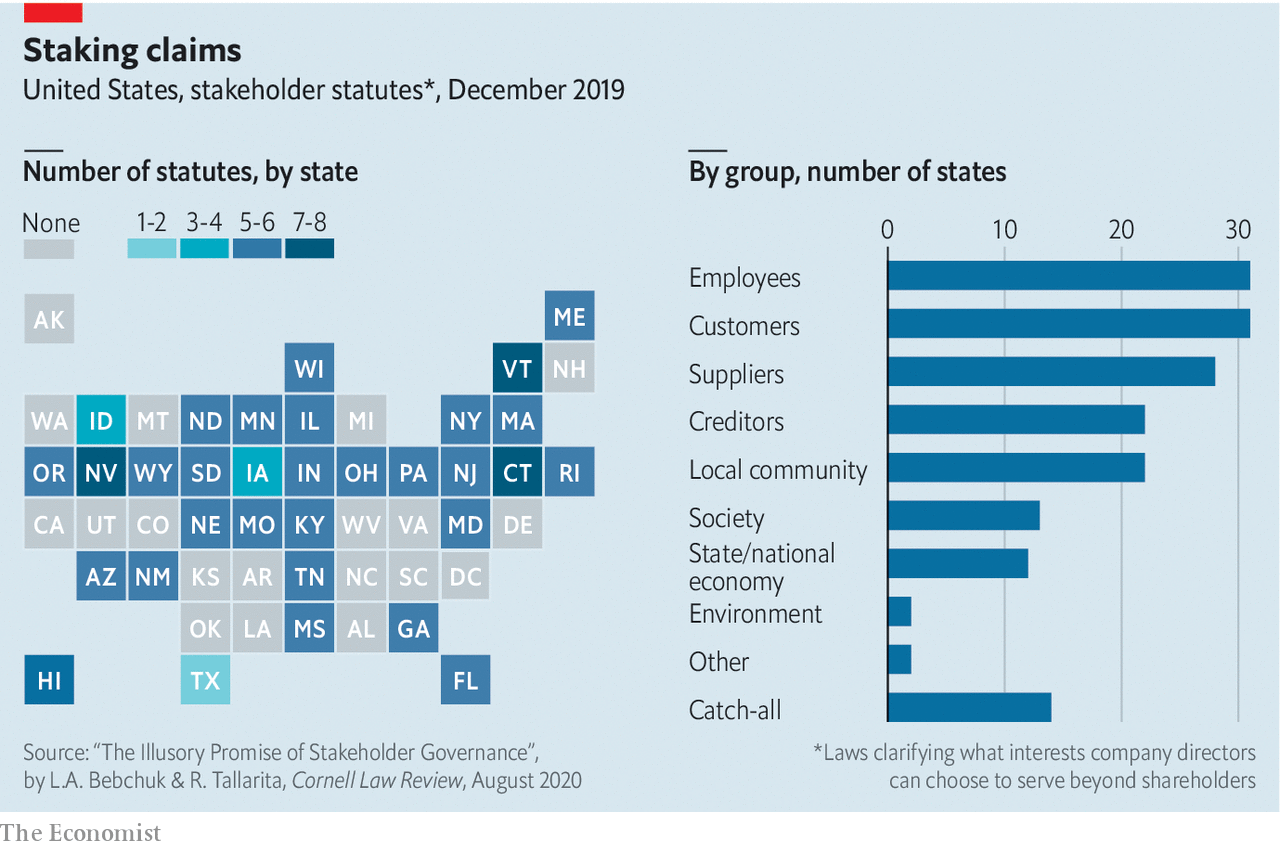 Staking claims
United States, stakeholder statutes*, December 2019
Number of statutes, by state
None 1-2 3-4 5-6 7-8
AK ME
WI VT NH
WA ID MT ND MN IL MI NY MA
OR NV WY SD IA IN OH PA NJ CT RI
CA UT CO NE MO KY WV VA MD DE
AZ NM KS AR TN NC SC DC
OK LA MS AL GA
HI TX FL
By group, number of states
0 10 20 30
Employees
Customers
Suppliers
Creditors
Local community
Society
State/national
economy
Environment
Other
Catch-all
Source: “The Illusory Promise of Stakeholder Governance”,
by L.A. Bebchuk & R. Tallarita, Cornell Law Review, August 2020
*Laws clarifying what interests company directors
can choose to serve beyond shareholders
The Economist